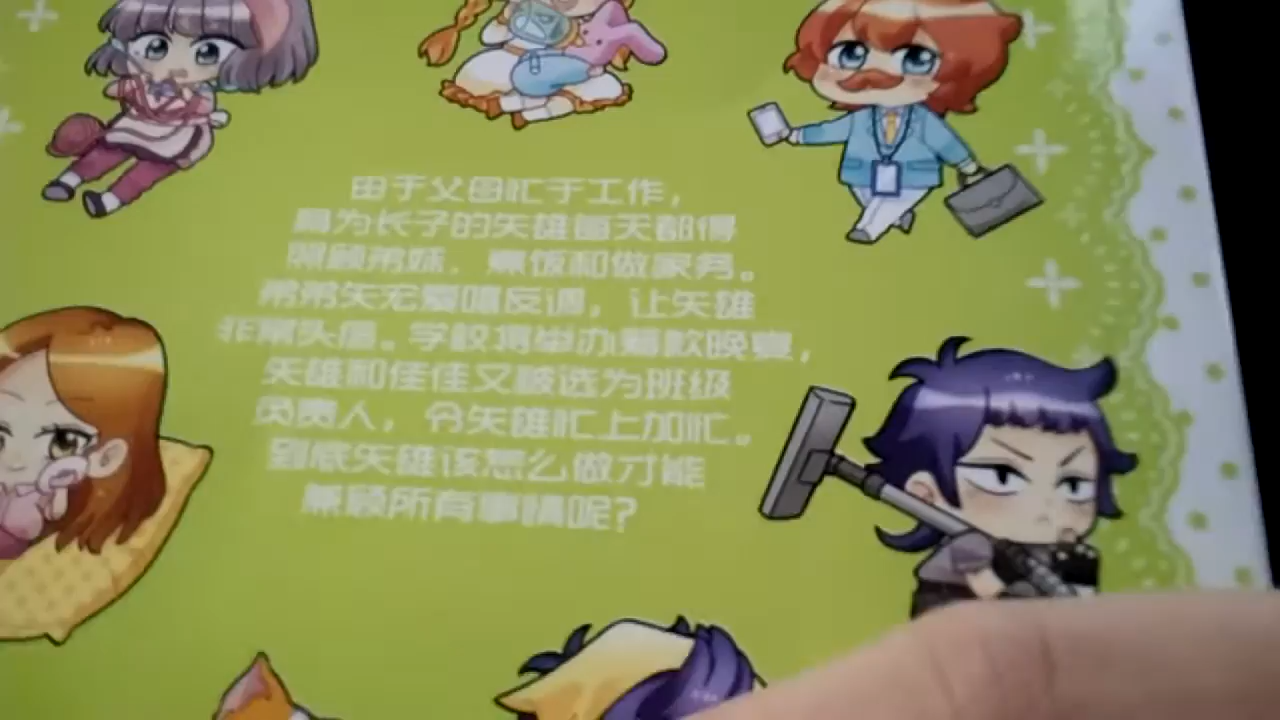 由于父母忙于工作，
身为长子的矢雄每天都得
照顾弟妹、煮饭和做家务。
弟弟矢无爱唱反调，让矢雄
非常头痛。学校将举办筹款晚宴，
矢雄和佳佳又被选为班级
负责人，令矢雄忙上加忙。
到底矢雄该怎么做才能
兼顾所有事情呢？